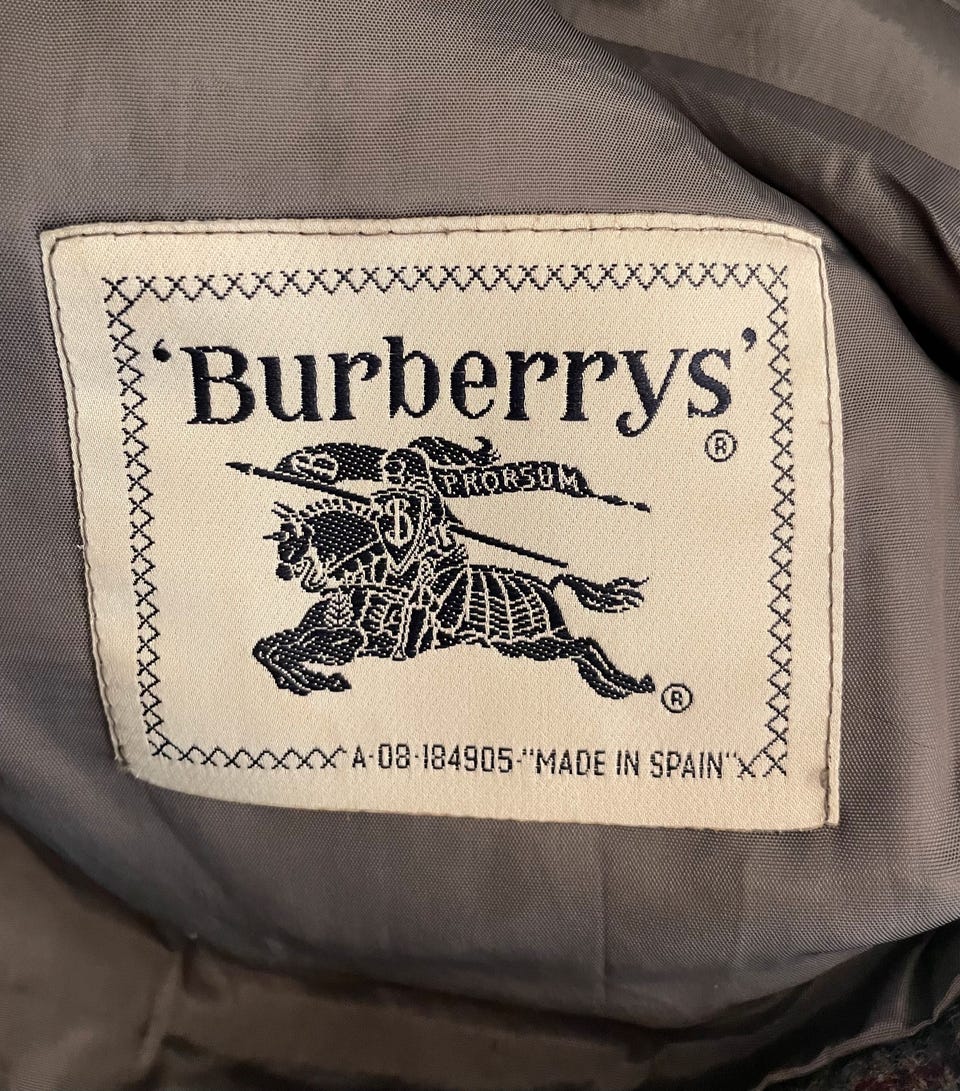 ‘Burberrys’
®
PRORSUM
®
A-08-184905-"MADE IN SPAIN"